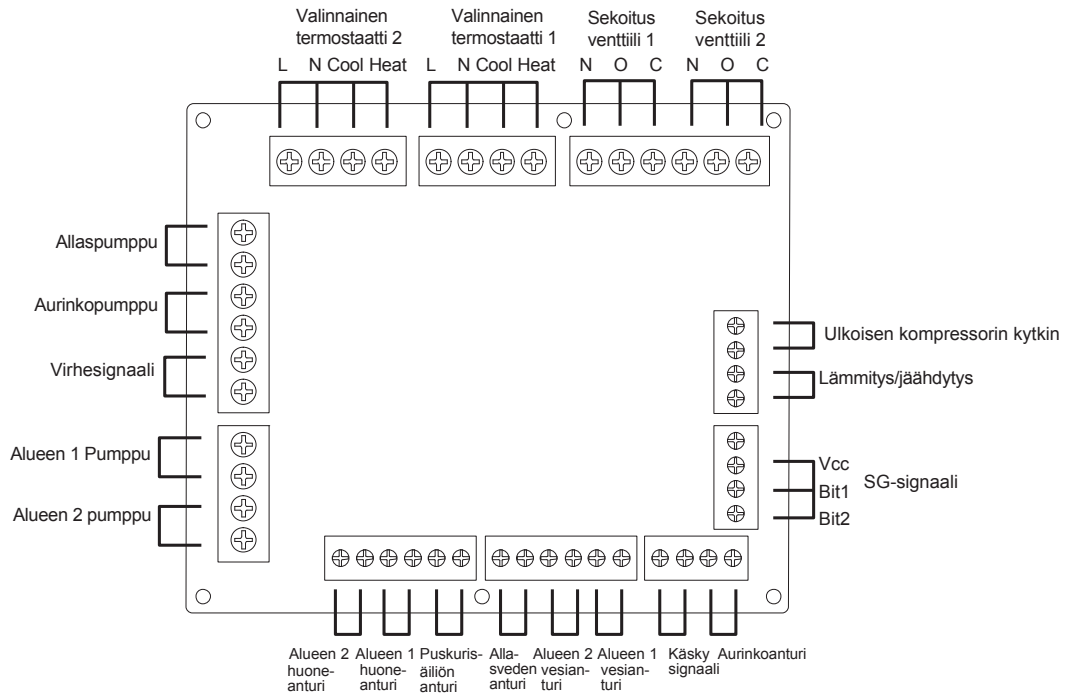 Valinnainen
termostaatti 2
Valinnainen
termostaatti 1
Sekoitus
venttiili 1
Sekoitus
venttiili 2
L N Cool Heat
L N Cool Heat
N O C
N O C
Allaspumppu
Aurinkopumppu
Virhesignaali
Alueen 1 Pumppu
Alueen 2 pumppu
Ulkoisen kompressorin kytkin
Lämmitys/jäähdytys
Vcc
Bit1
Bit2
SG-signaali
Alueen 2
huone-
anturi
Alueen 1
huone-
anturi
Puskuris-
äiliön
anturi
Alla-
sveden
anturi
Alueen 2
vesian-
turi
Alueen 1
vesian-
turi
Käsky
signaali
Aurinkoanturi